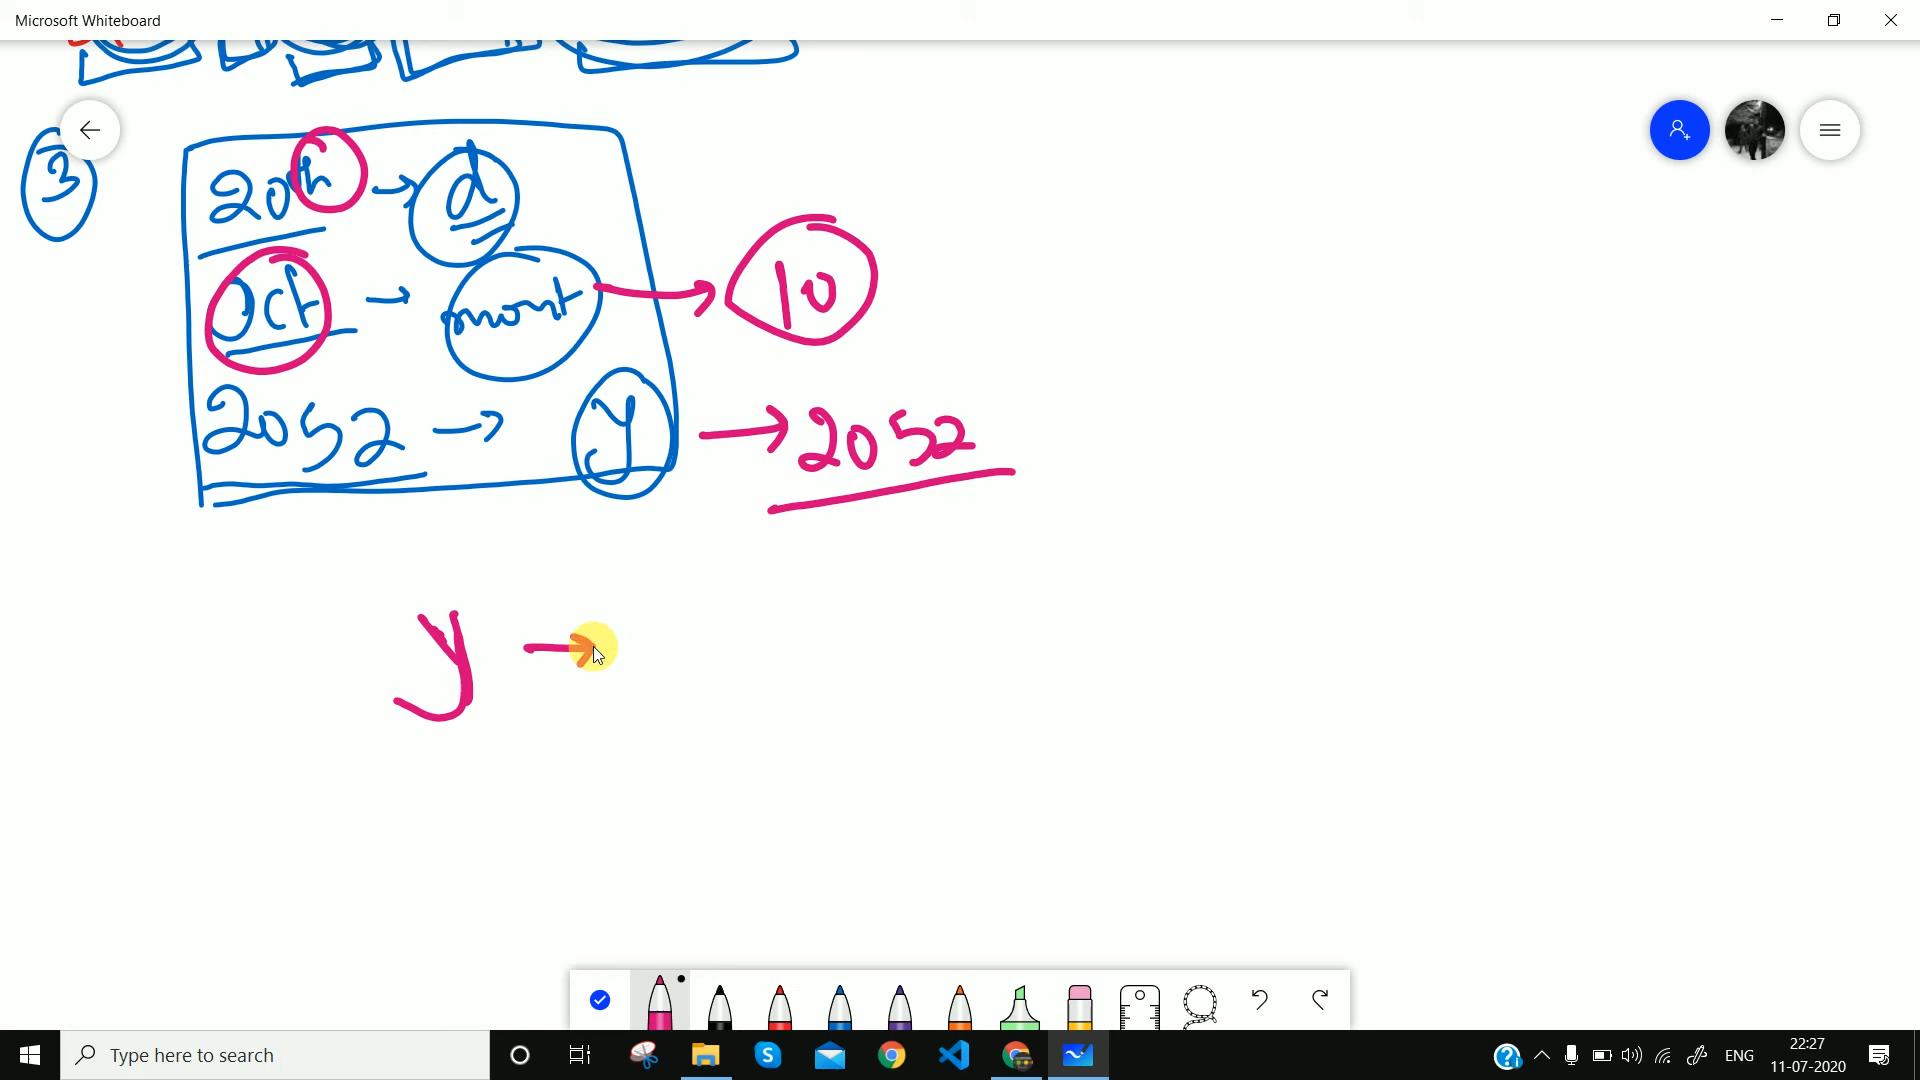 Microsoft Whiteboard
3
20th → d
Oct → mont → 10
2052 → y → 2052
y →
Type here to search
ENG
22:27
11-07-2020